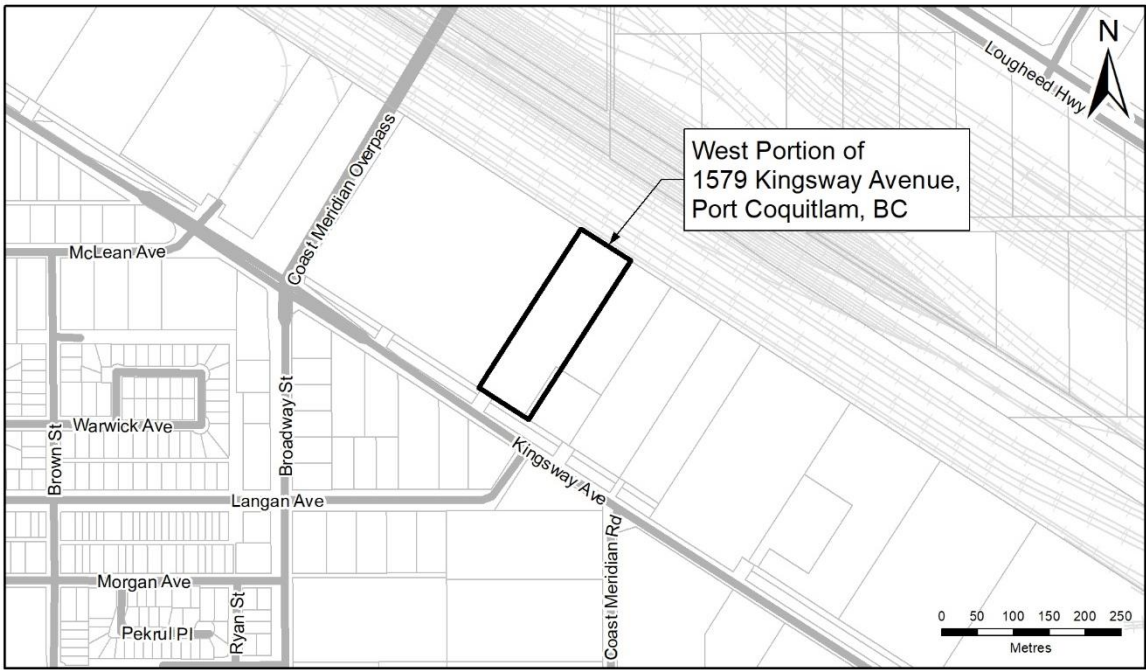 N
Lougheed Hwy
Coast Meridian Overpass
West Portion of
1579 Kingsway Avenue,
Port Coquitlam, BC
McLean Ave
Broadway St
Warwick Ave
Brown St
Kingsway Ave
Langan Ave
Coast Meridian Rd
Morgan Ave
Ryan St
Pekrul Pl
0 50 100 150 200 250
Metres